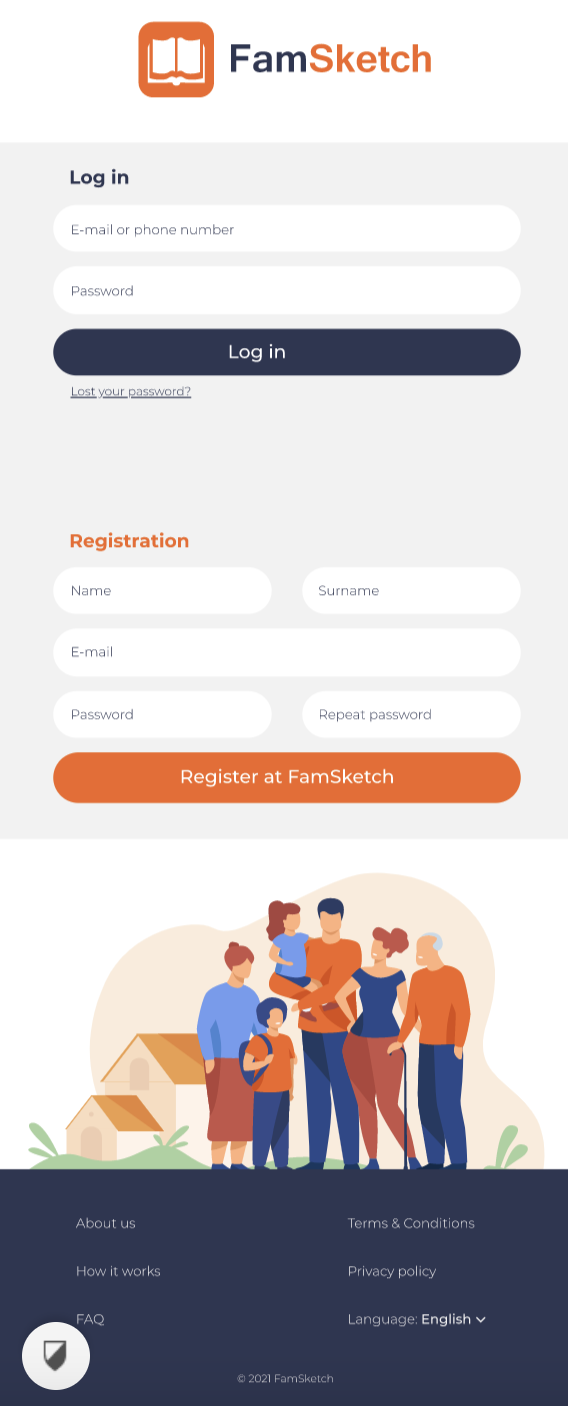 FamSketch
Log in
E-mail or phone number
Password
Log in
Lost your password?
Registration
Name
Surname
E-mail
Password
Repeat password
Register at FamSketch
About us
Terms & Conditions
How it works
Privacy policy
FAQ
Language: English
© 2021 FamSketch